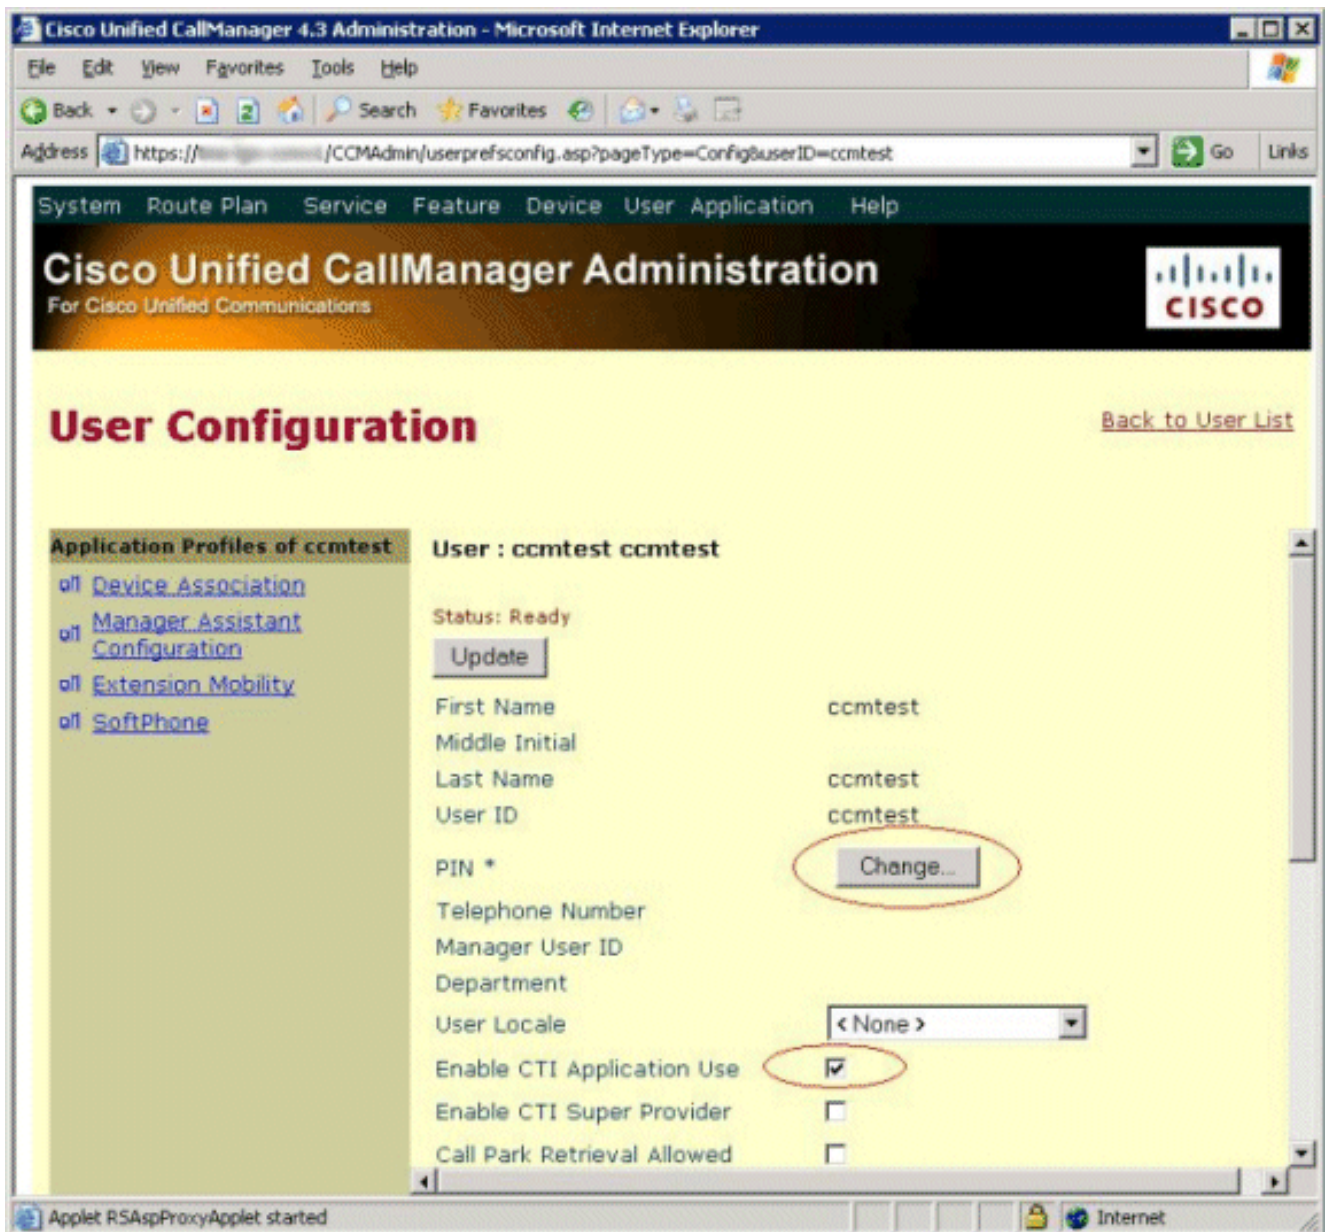 Cisco Unified CallManager 4.3 Administration - Microsoft Internet Explorer
File Edit View Favorites Tools Help
Back Search Favorites
Address https:// /CCMAdmin/userprefsconfig.asp?pageType=Config&userID=ccmtest Go Links
System Route Plan Service Feature Device User Application Help
Cisco Unified CallManager Administration
For Cisco Unified Communications
CISCO
User Configuration
Back to User List
Application Profiles of ccmtest
Device Association
Manager Assistant
Configuration
Extension Mobility
SoftPhone
User : ccmtest ccmtest
Status: Ready
Update
First Name ccmtest
Middle Initial
Last Name ccmtest
User ID ccmtest
PIN * Change...
Telephone Number
Manager User ID
Department
User Locale < None >
Enable CTI Application Use
Enable CTI Super Provider
Call Park Retrieval Allowed
Applet RSAspProxyApplet started Internet